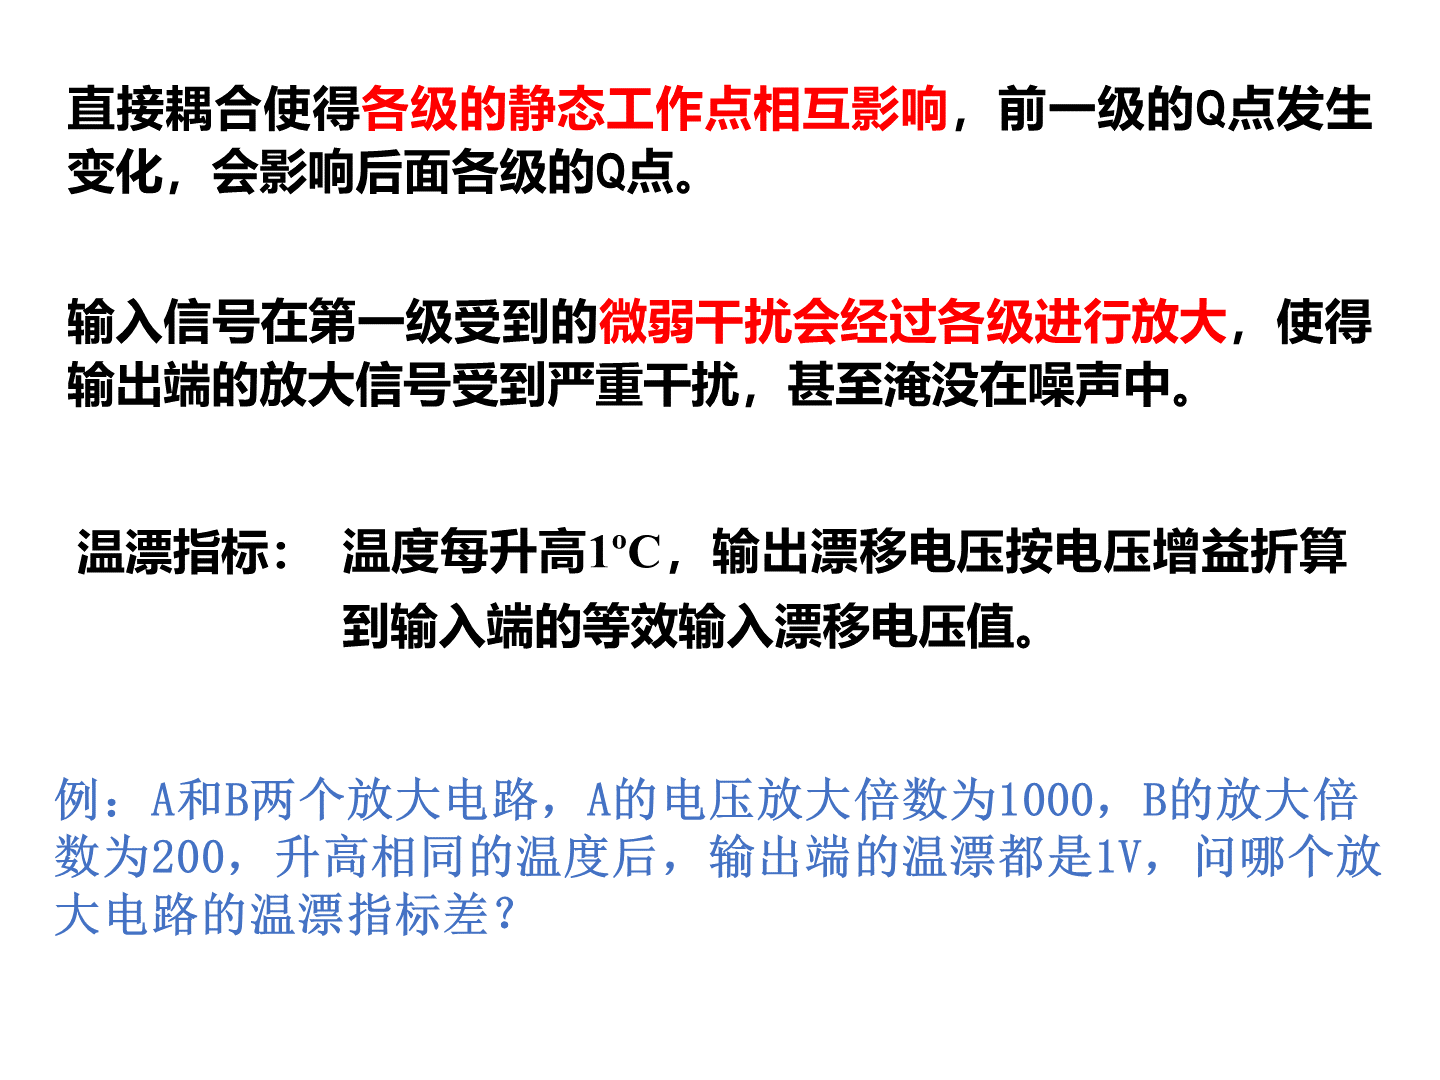 直接耦合使得各级的静态工作点相互影响，前一级的Q点发生
变化，会影响后面各级的Q点。
输入信号在第一级受到的微弱干扰会经过各级进行放大，使得
输出端的放大信号受到严重干扰，甚至淹没在噪声中。
温漂指标： 温度每升高1ºC，输出漂移电压按电压增益折算
到输入端的等效输入漂移电压值。
例：A和B两个放大电路，A的电压放大倍数为1000，B的放大倍
数为200，升高相同的温度后，输出端的温漂都是1V，问哪个放
大电路的温漂指标差？